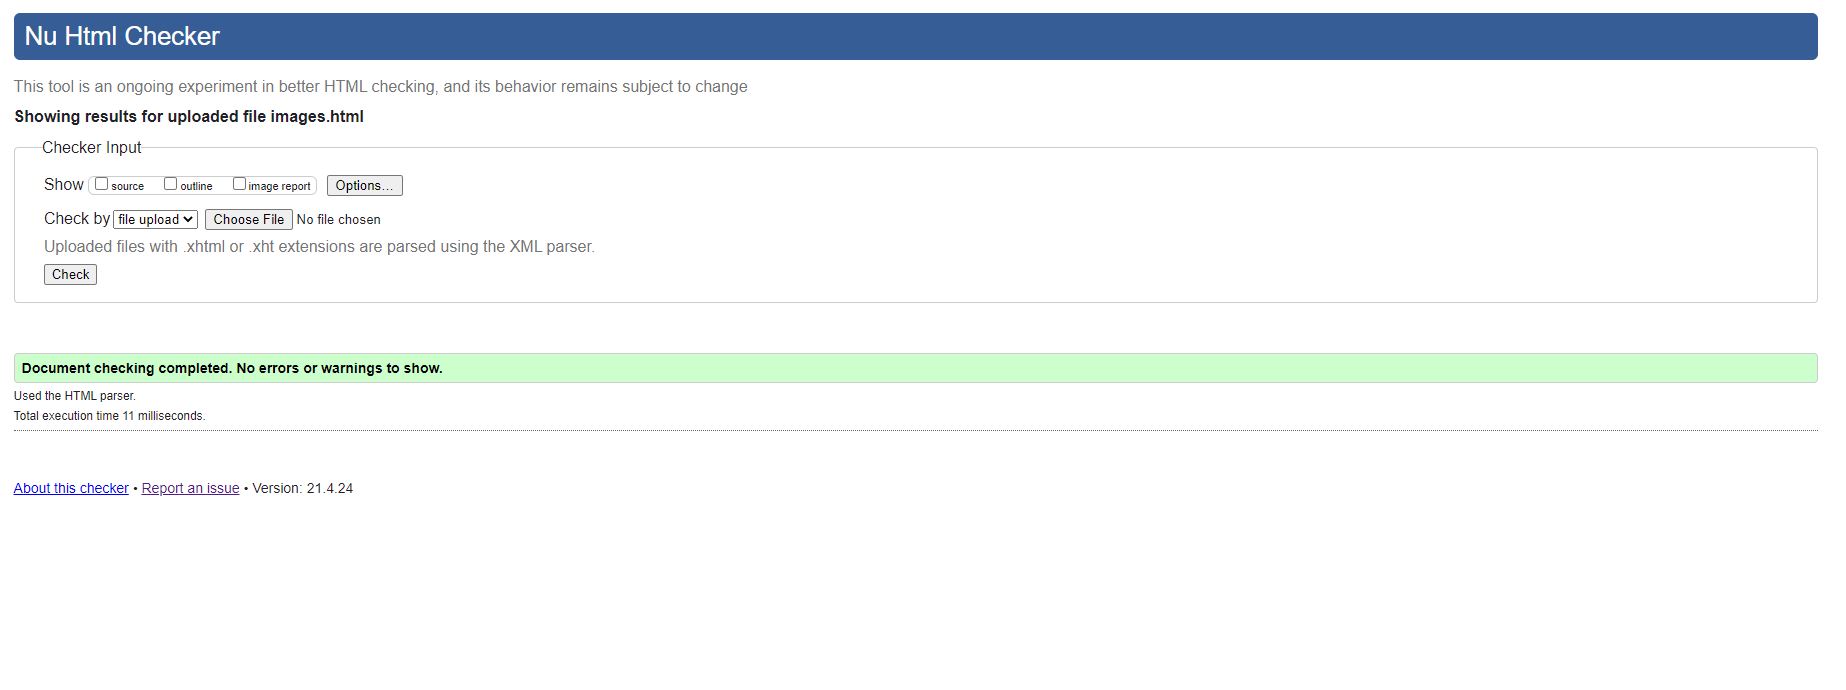 Nu Html Checker
This tool is an ongoing experiment in better HTML checking, and its behavior remains subject to change
Showing results for uploaded file images.html
Checker Input
Show source outline image report Options...
Check by file upload Choose File No file chosen
Uploaded files with .xhtml or .xht extensions are parsed using the XML parser.
Check
Document checking completed. No errors or warnings to show.
Used the HTML parser.
Total execution time 11 milliseconds.
About this checker • Report an issue • Version: 21.4.24